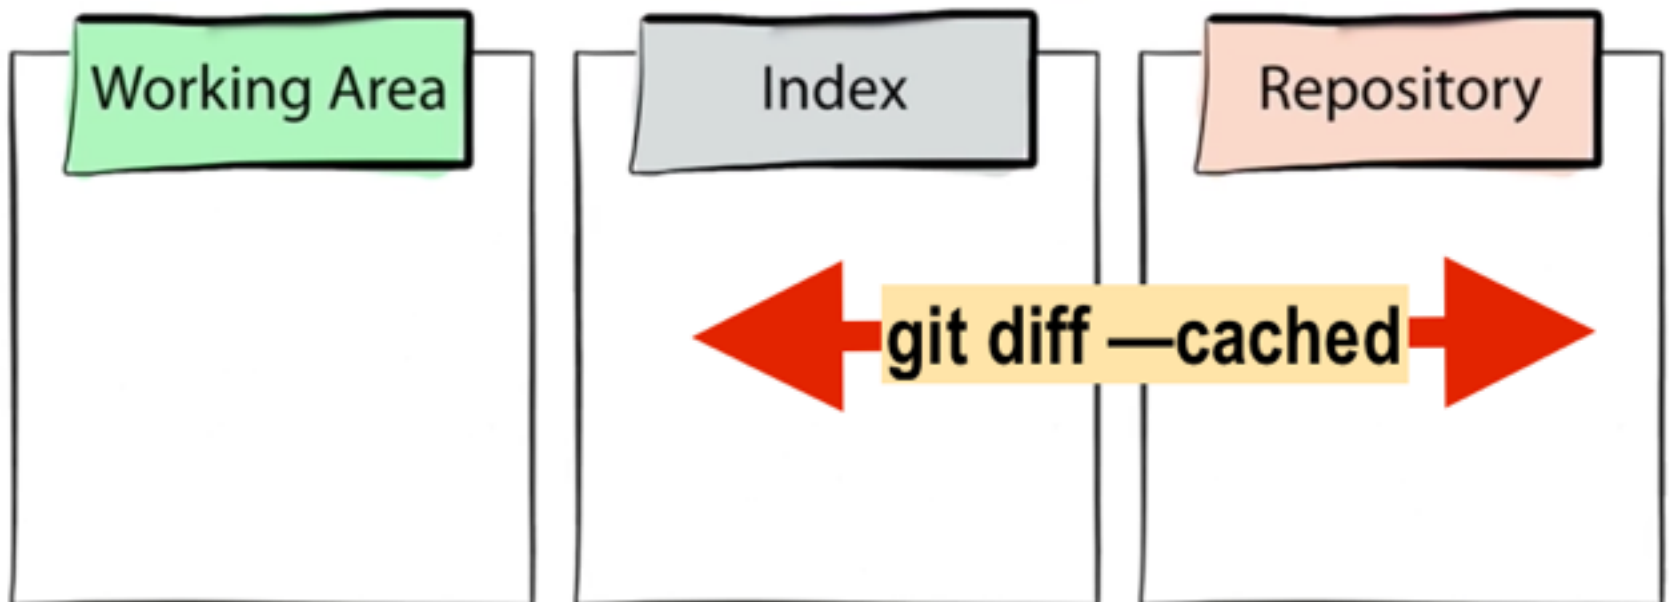 Working Area
Index
Repository
git diff —cached